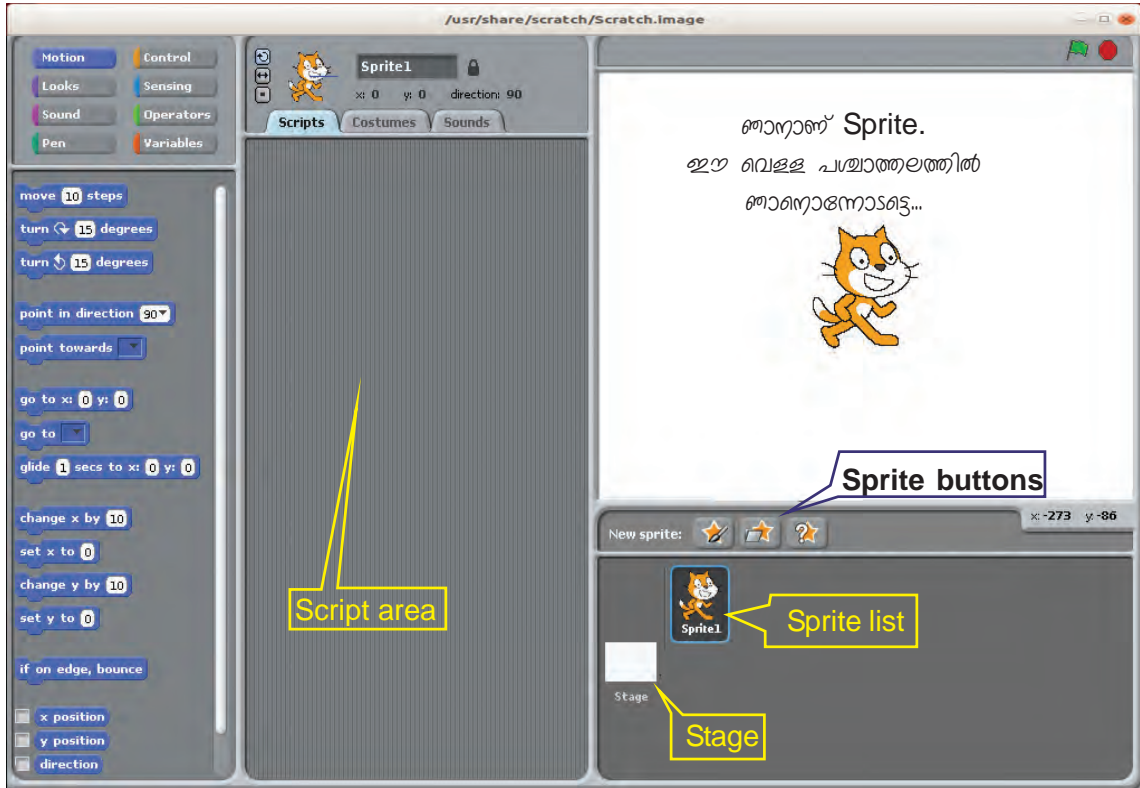 /usr/share/scratch/Scratch.image
Motion Control
Looks Sensing
Sound Operators
Pen Variables
move 10 steps
turn 15 degrees
turn 15 degrees
point in direction 90
point towards
go to x: 0 y: 0
go to
glide 1 secs to x: 0 y: 0
change x by 10
set x to 0
change y by 10
set y to 0
if on edge, bounce
x position
y position
direction
Sprite1
x: 0 y: 0 direction: 90
Scripts Costumes Sounds
Script area
ഞാനാണ് Sprite.
ഈ വെള്ള പശ്ചാത്തലത്തിൽ
ഞാനൊന്നോടട്ടെ...
Sprite buttons
x: -273 y: -86
New sprite:
Sprite1
Sprite list
Stage
Stage